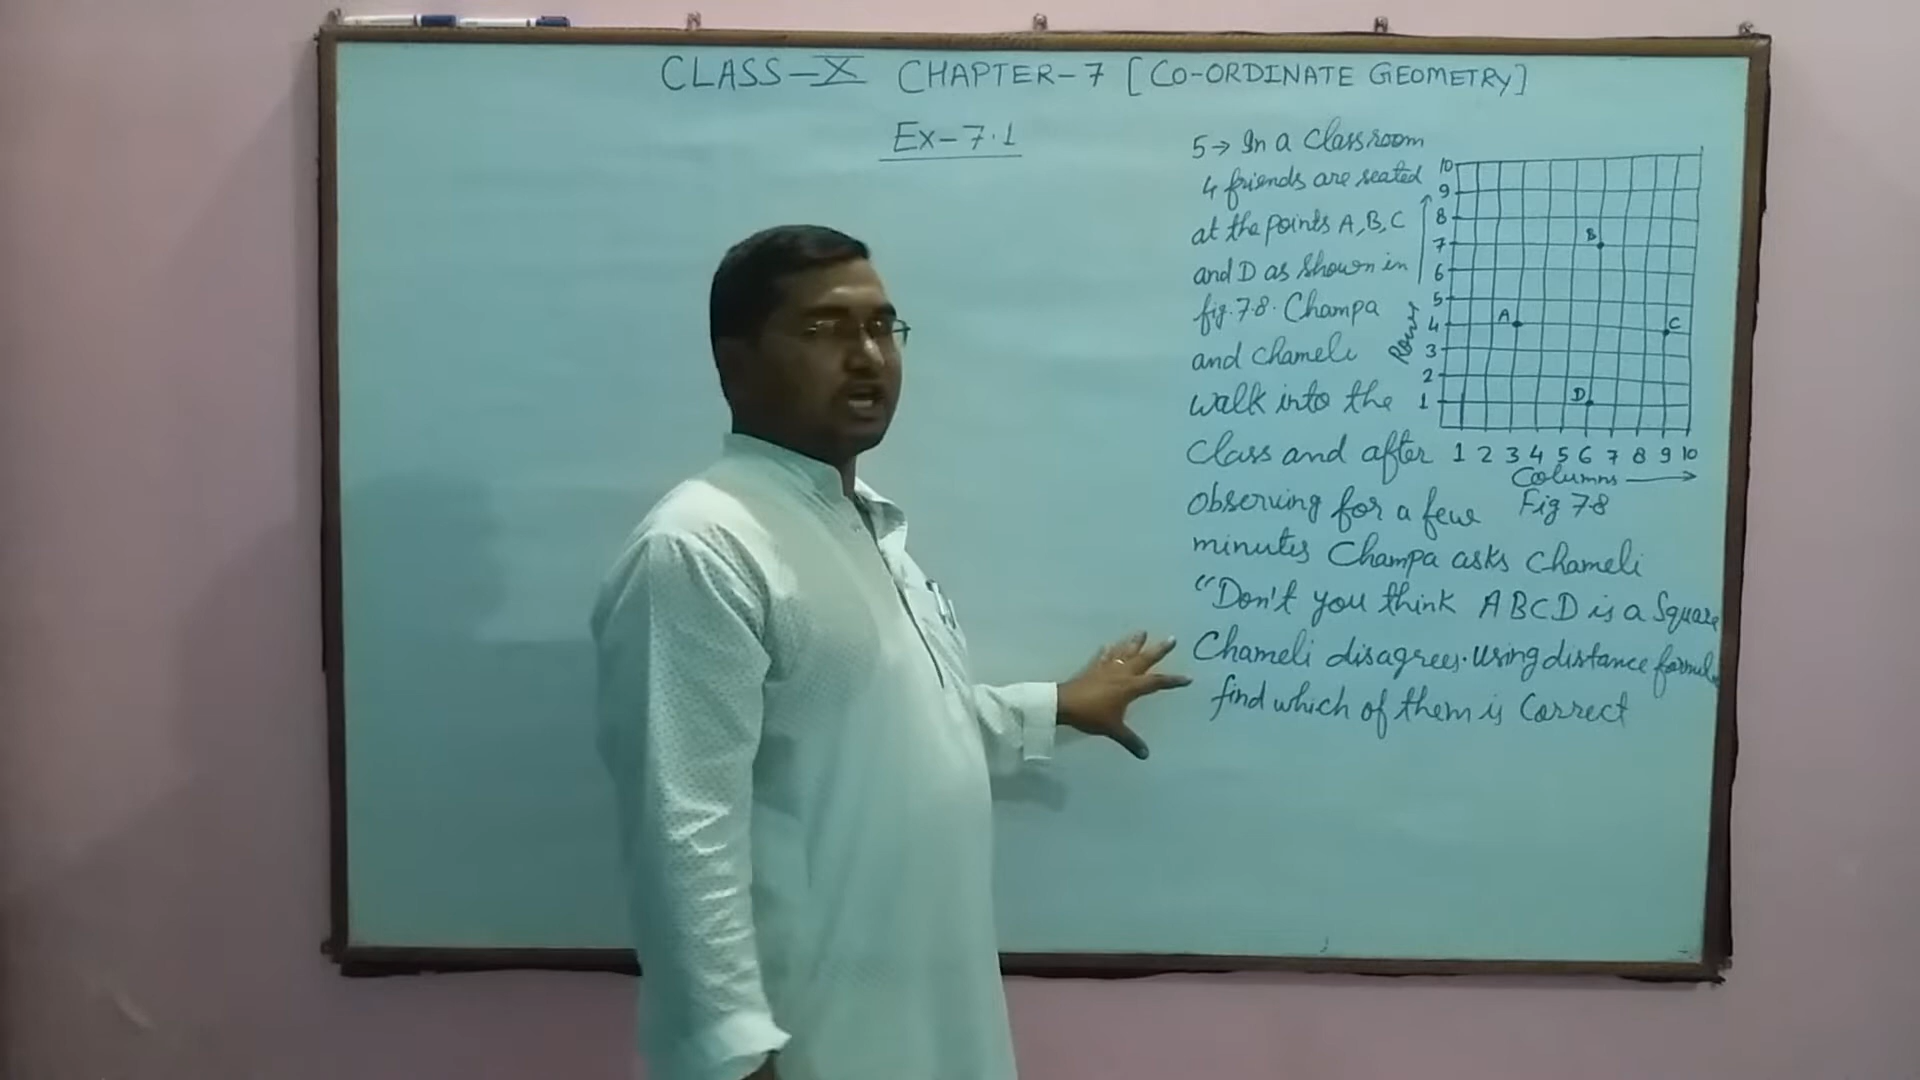 CLASS-X CHAPTER-7 [CO-ORDINATE GEOMETRY]
Ex-7.1
5→ In a Classroom
4 friends are seated
at the points A,B,C
and D as shown in
fig. 7.8. Champa
and chameli
walk into the
Class and after
observing for a few
minutes Champa asks Chameli
"Don't you think ABCD is a Square
Chameli disagrees. Using distance
find which of them is Correct
10
9
8
7
6
5
4
3
2
1
Rows
B
A
C
D
1 2 3 4 5 6 7 8 9 10
Columns
Fig 7.8